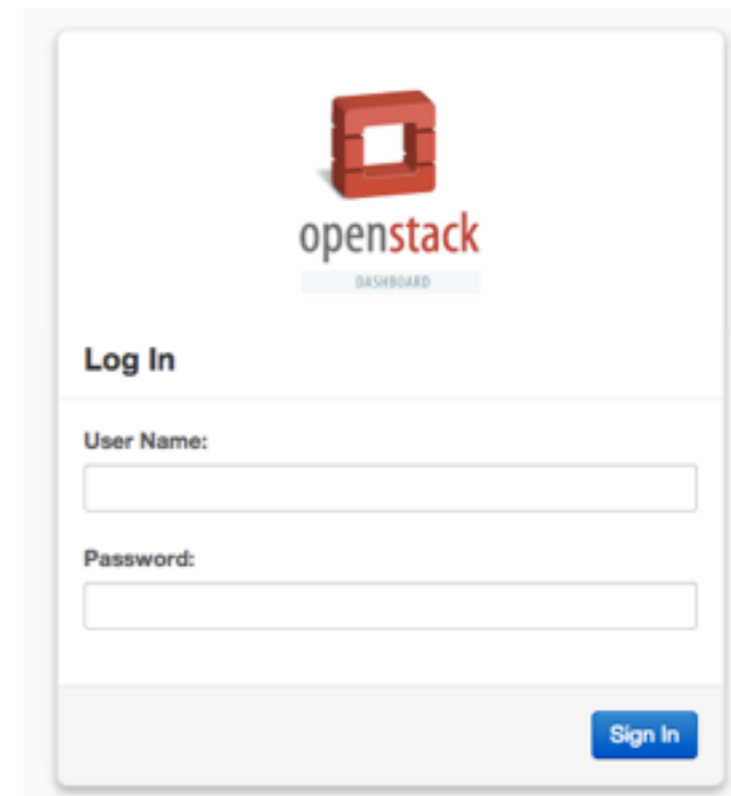 openstack
DASHBOARD
Log In
User Name:
Password:
Sign In